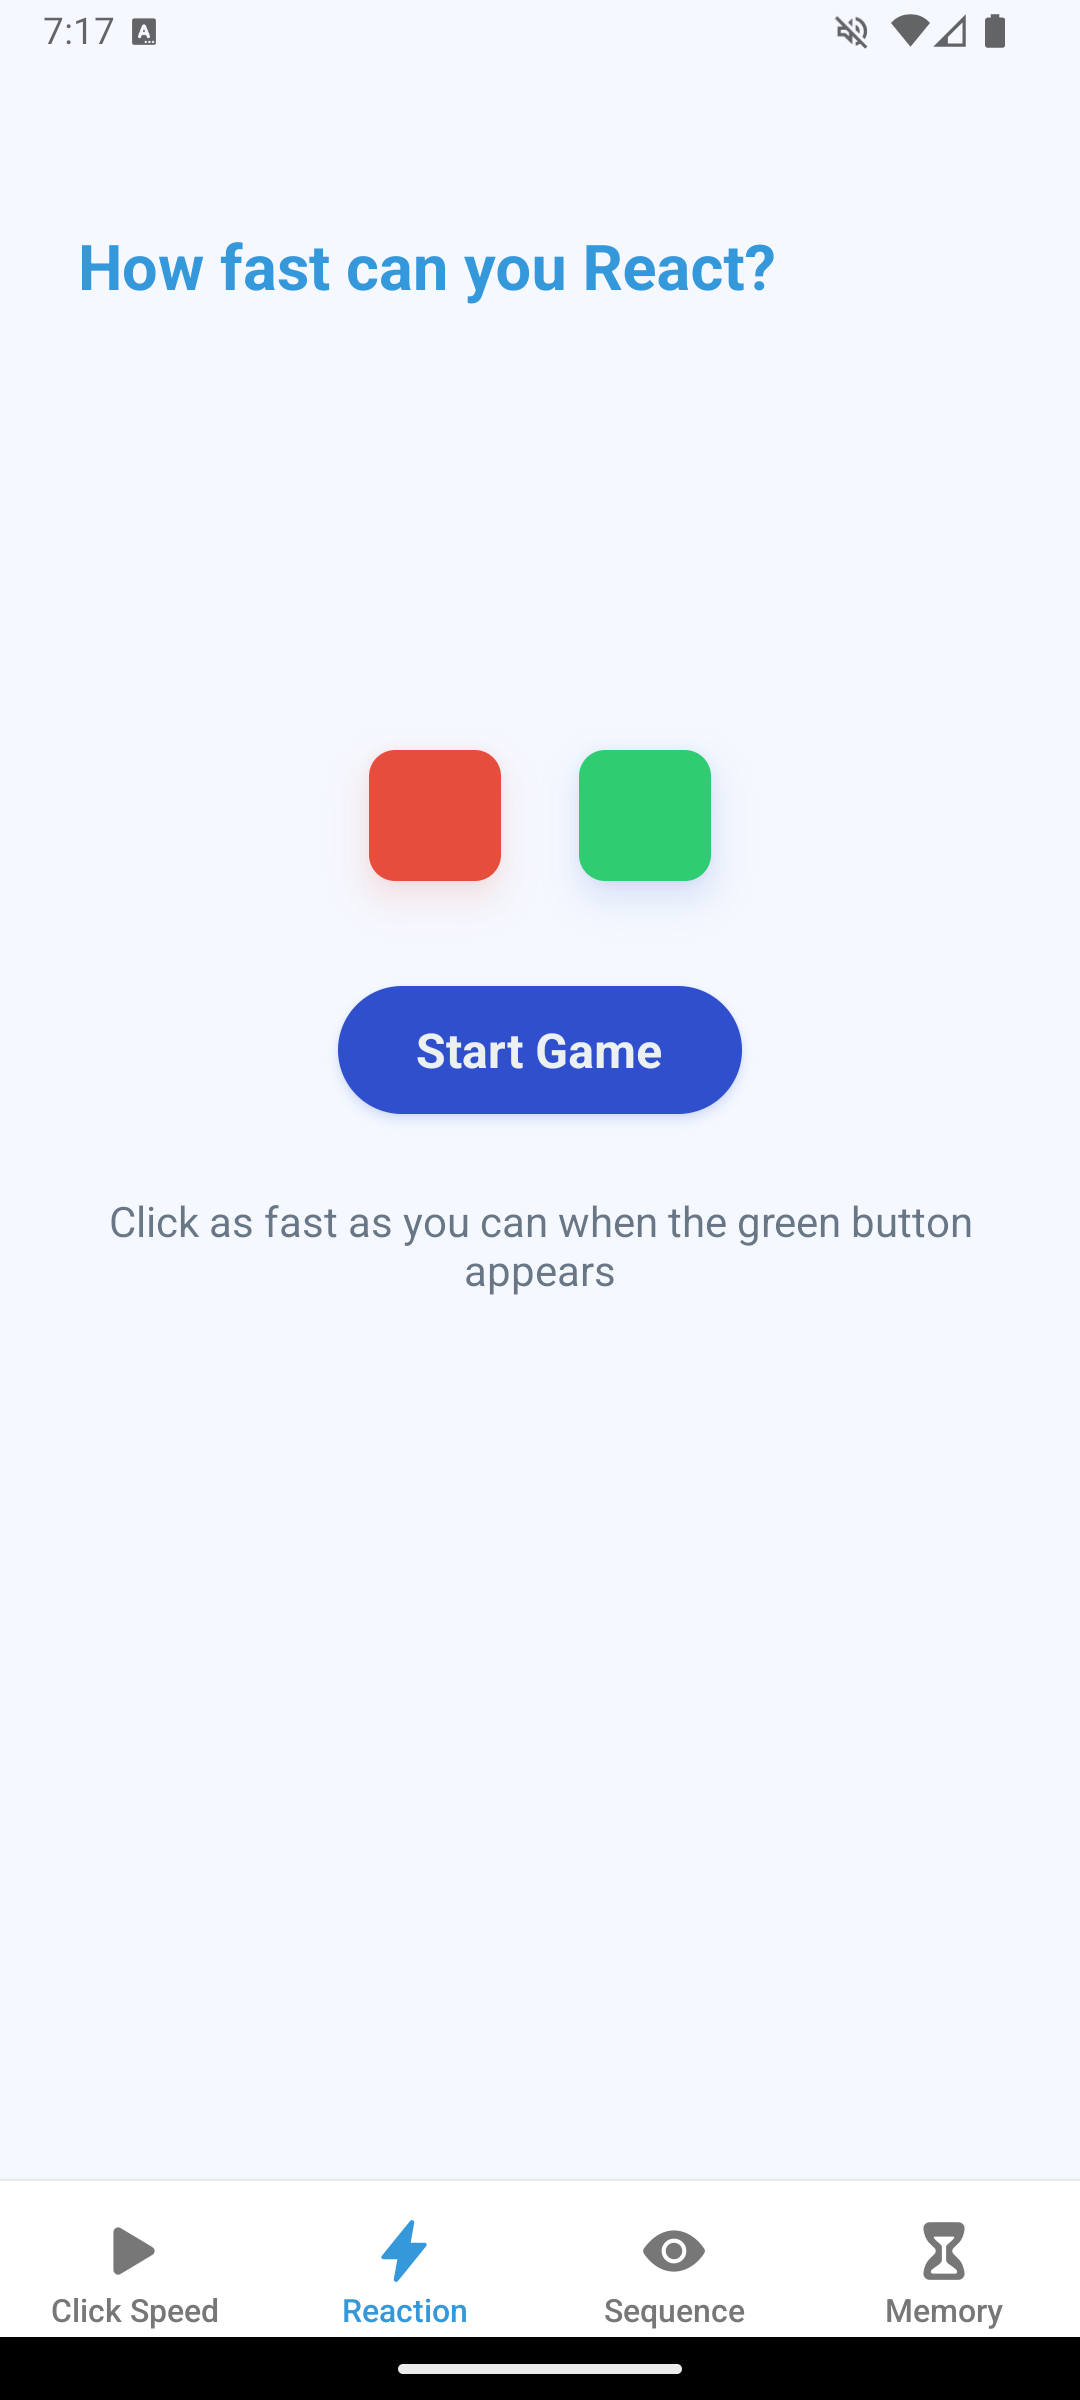 7:17
How fast can you React?
Start Game
Click as fast as you can when the green button
appears
Click Speed
Reaction
Sequence
Memory